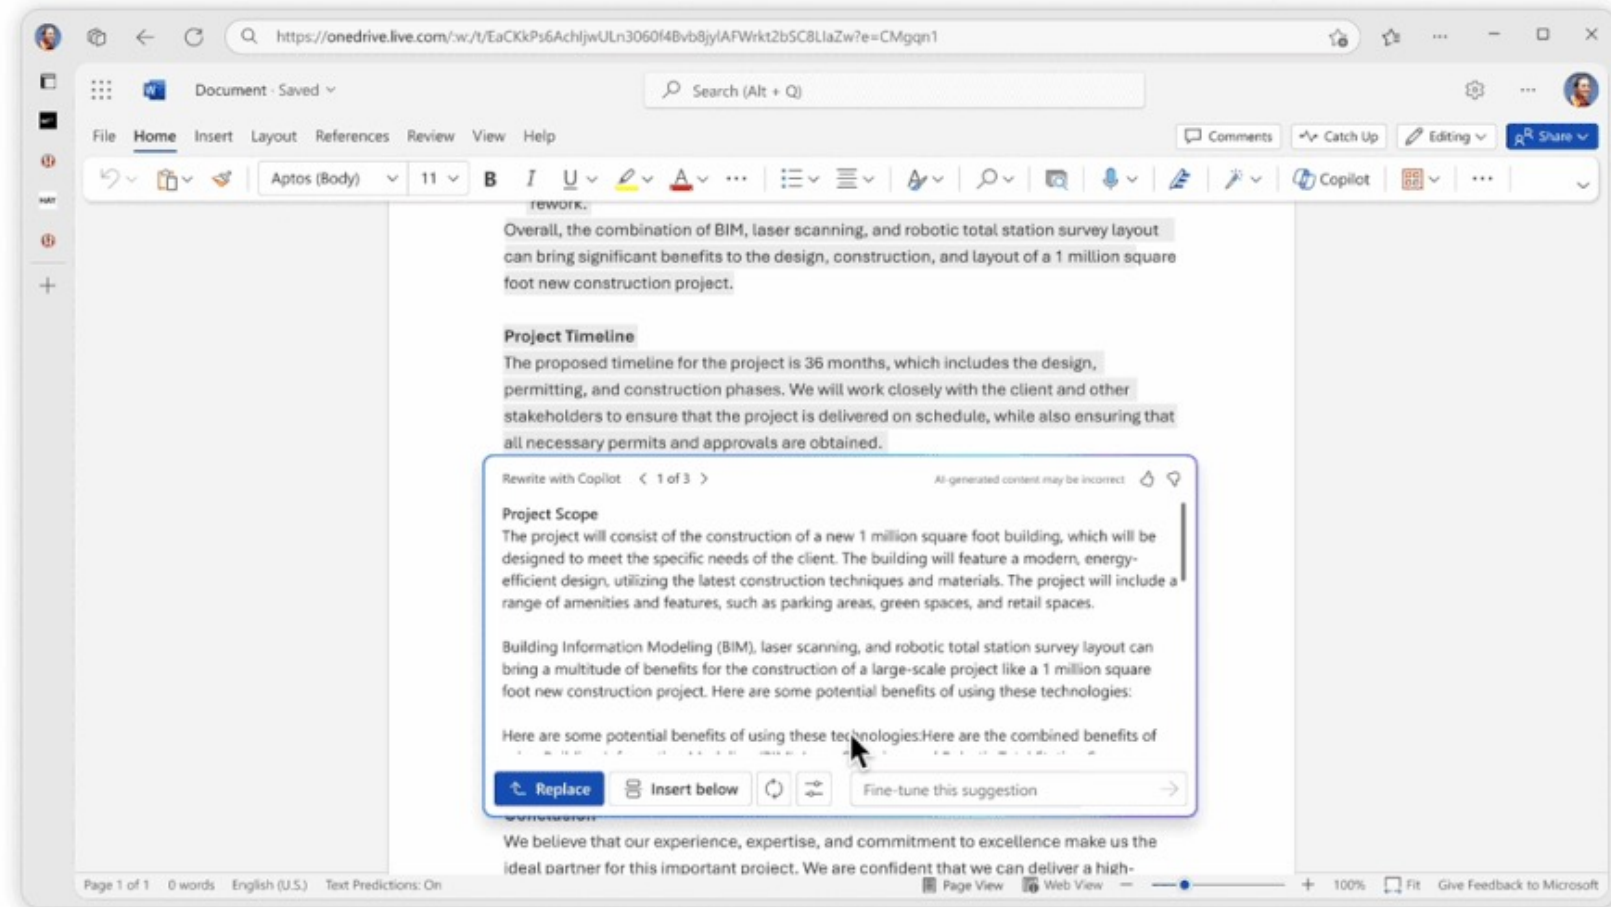 https://onedrive.live.com/:w:/t/EaCKkPs6AchIjwULn3060f4Bvb8jylAFWrkt2bSC8LIaZw?e=CMgqn1
Document · Saved
Search (Alt + Q)
File Home Insert Layout References Review View Help
Comments Catch Up Editing Share
Aptos (Body) 11 B I U A Copilot
rework.
Overall, the combination of BIM, laser scanning, and robotic total station survey layout
can bring significant benefits to the design, construction, and layout of a 1 million square
foot new construction project.
Project Timeline
The proposed timeline for the project is 36 months, which includes the design,
permitting, and construction phases. We will work closely with the client and other
stakeholders to ensure that the project is delivered on schedule, while also ensuring that
all necessary permits and approvals are obtained.
Rewrite with Copilot < 1 of 3 > AI-generated content may be incorrect
Project Scope
The project will consist of the construction of a new 1 million square foot building, which will be
designed to meet the specific needs of the client. The building will feature a modern, energy-
efficient design, utilizing the latest construction techniques and materials. The project will include a
range of amenities and features, such as parking areas, green spaces, and retail spaces.
Building Information Modeling (BIM), laser scanning, and robotic total station survey layout can
bring a multitude of benefits for the construction of a large-scale project like a 1 million square
foot new construction project. Here are some potential benefits of using these technologies:
Here are some potential benefits of using these technologies:Here are the combined benefits of
Replace Insert below Fine-tune this suggestion
Conclusion
We believe that our experience, expertise, and commitment to excellence make us the
ideal partner for this important project. We are confident that we can deliver a high-
Page 1 of 1 0 words English (U.S.) Text Predictions: On Page View Web View 100% Fit Give Feedback to Microsoft